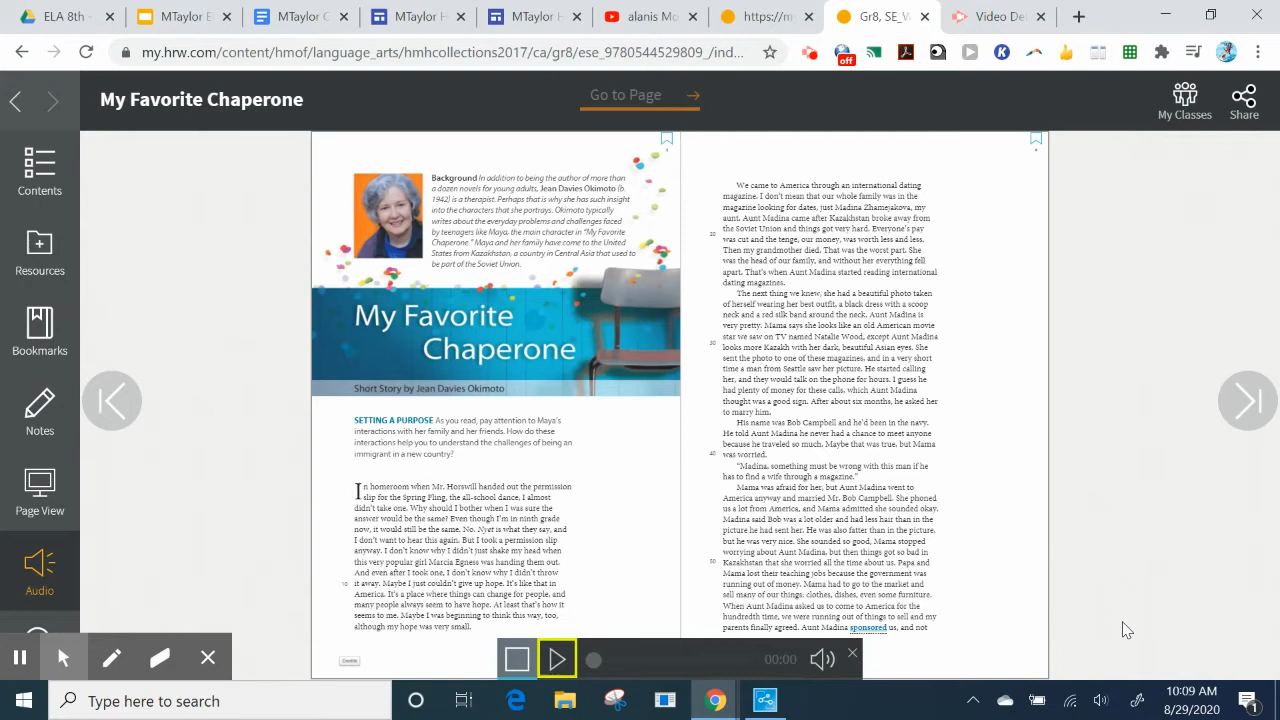 ELA 8th
MTaylor E
MTaylor F
MTaylor H
MTaylor F
alanis Mo
https://m
Gr8, SE_V
Video De
my.hrw.com/content/hmof/language_arts/hmhcollections2017/ca/gr8/ese_9780544529809_/ind...
off
My Favorite Chaperone
Go to Page
My Classes
Share
Contents
Resources
Bookmarks
Notes
Page View
Audio
Background In addition to being the author of more than
a dozen novels for young adults, Jean Davies Okimoto (b.
1942) is a therapist. Perhaps that is why she has such insight
into the characters that she portrays. Okimoto typically
writes about the everyday problems and challenges faced
by teenagers like Maya, the main character in "My Favorite
Chaperone." Maya and her family have come to the United
States from Kazakhstan, a country in Central Asia that used to
be part of the Soviet Union.
My Favorite
Chaperone
Short Story by Jean Davies Okimoto
SETTING A PURPOSE As you read, pay attention to Maya's
interactions with her family and her friends. How do these
interactions help you to understand the challenges of being an
immigrant in a new country?
In homeroom when Mr. Horswill handed out the permission
slip for the Spring Fling, the all-school dance, I almost
didn't take one. Why should I bother when I was sure the
answer would be the same? Even though I'm in ninth grade
now, it would still be the same. No. Nyet is what they say, and
I don't want to hear this again. But I took a permission slip
anyway. I don't know why I didn't just shake my head when
this very popular girl Marcia Egness was handing them out.
And even after I took one, I don't know why I didn't throw
10 it away. Maybe I just couldn't give up hope. It's like that in
America. It's a place where things can change for people, and
many people always seem to have hope. At least that's how it
seems to me. Maybe I was beginning to think this way, too,
although my hope was very small.
We came to America through an international dating
magazine. I don't mean that our whole family was in the
magazine looking for dates, just Madina Zhamejakova, my
aunt. Aunt Madina came after Kazakhstan broke away from
the Soviet Union and things got very hard. Everyone's pay
20 was cut and the tenge, our money, was worth less and less.
Then my grandmother died. That was the worst part. She
was the head of our family, and without her everything fell
apart. That's when Aunt Madina started reading international
dating magazines.
The next thing we knew, she had a beautiful photo taken
of herself wearing her best outfit, a black dress with a scoop
neck and a red silk band around the neck. Aunt Madina is
very pretty. Mama says she looks like an old American movie
star we saw on TV named Natalie Wood, except Aunt Madina
30 looks more Kazakh with her dark, beautiful Asian eyes. She
sent the photo to one of these magazines, and in a very short
time a man from Seattle saw her picture. He started calling
her, and they would talk on the phone for hours. I guess he
had plenty of money for these calls, which Aunt Madina
thought was a good sign. After about six months, he asked her
to marry him.
His name was Bob Campbell and he'd been in the navy.
He told Aunt Madina he never had a chance to meet anyone
because he traveled so much. Maybe that was true, but Mama
40 was worried.
"Madina, something must be wrong with this man if he
has to find a wife through a magazine."
Mama was afraid for her, but Aunt Madina went to
America anyway and married Mr. Bob Campbell. She phoned
us a lot from America, and Mama admitted she sounded okay.
Madina said Bob was a lot older and had less hair than in the
picture he had sent her. He was also fatter than in the picture,
but he was very nice. She sounded so good, Mama stopped
worrying about Aunt Madina, but then things got so bad in
50 Kazakhstan that she worried all the time about us. Papa and
Mama lost their teaching jobs because the government was
running out of money. Mama had to go to the market and
sell many of our things: clothes, dishes, even some furniture.
When Aunt Madina asked us to come to America for the
hundredth time, we were running out of things to sell and my
parents finally agreed. Aunt Madina sponsored us, and not
00:00
Type here to search
10:09 AM
8/29/2020
1